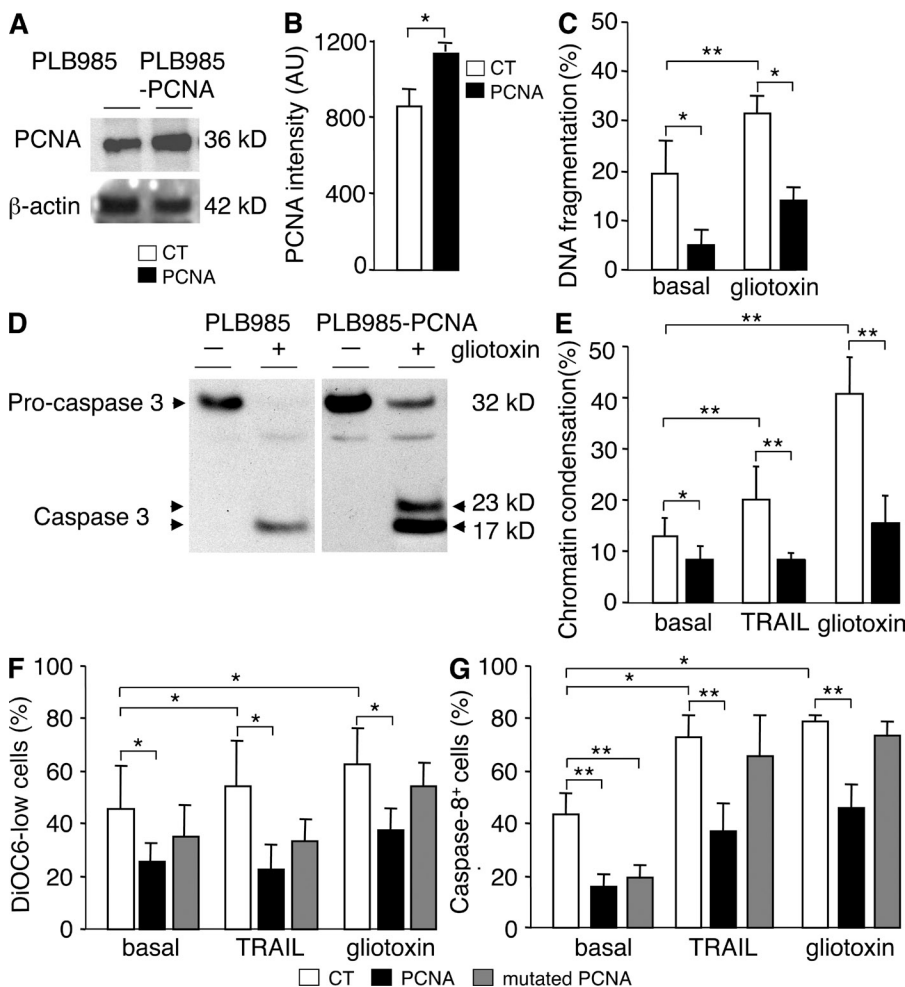 A
PLB985 PLB985
-PCNA
PCNA 36 kD
β-actin 42 kD
CT
PCNA
B
*
PCNA intensity (AU)
1200
800
400
0
CT
PCNA
C
DNA fragmentation (%)
50
40
30
20
10
0
**
*
*
basal gliotoxin
D
PLB985 PLB985-PCNA
– + – + gliotoxin
Pro-caspase 3 32 kD
23 kD
Caspase 3
17 kD
E
Chromatin condensation(%)
50
40
30
20
10
0
**
**
**
**
*
basal TRAIL gliotoxin
F
DiOC6-low cells (%)
100
80
60
40
20
0
*
*
*
*
*
basal TRAIL gliotoxin
G
Caspase-8+ cells (%)
100
80
60
40
20
0
*
*
**
**
**
**
basal TRAIL gliotoxin
CT PCNA mutated PCNA